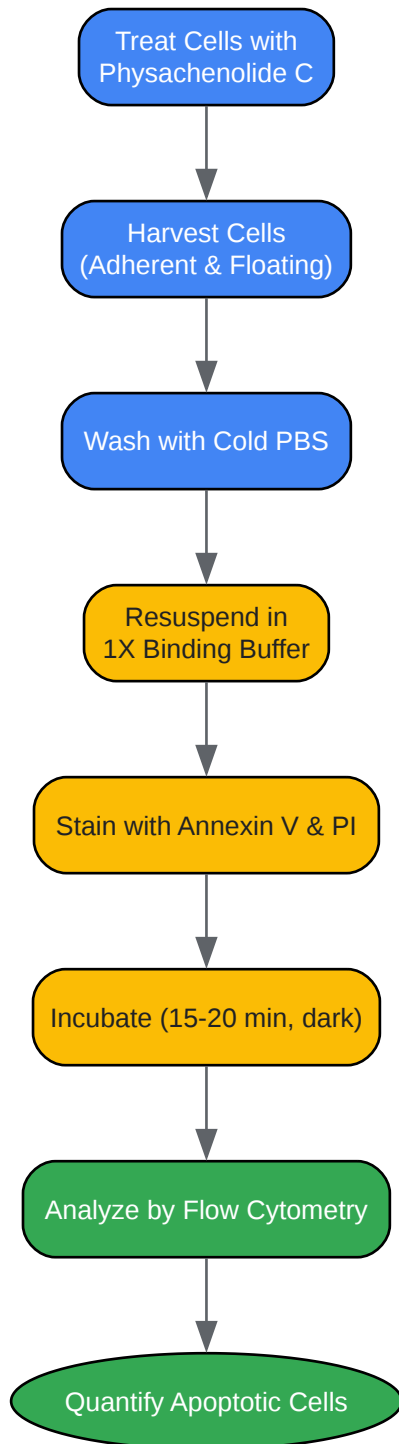 Treat Cells with
Physachenolide C
Harvest Cells
(Adherent & Floating)
Wash with Cold PBS
Resuspend in
1X Binding Buffer
Stain with Annexin V & PI
Incubate (15-20 min, dark)
Analyze by Flow Cytometry
Quantify Apoptotic Cells